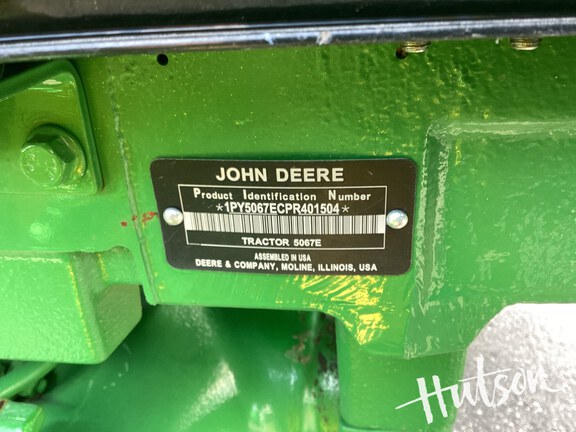 JOHN DEERE
Product Identification Number
*1PY5067ECPR401504*
TRACTOR 5067E
ASSEMBLED IN USA
DEERE & COMPANY, MOLINE, ILLINOIS, USA
Hutson